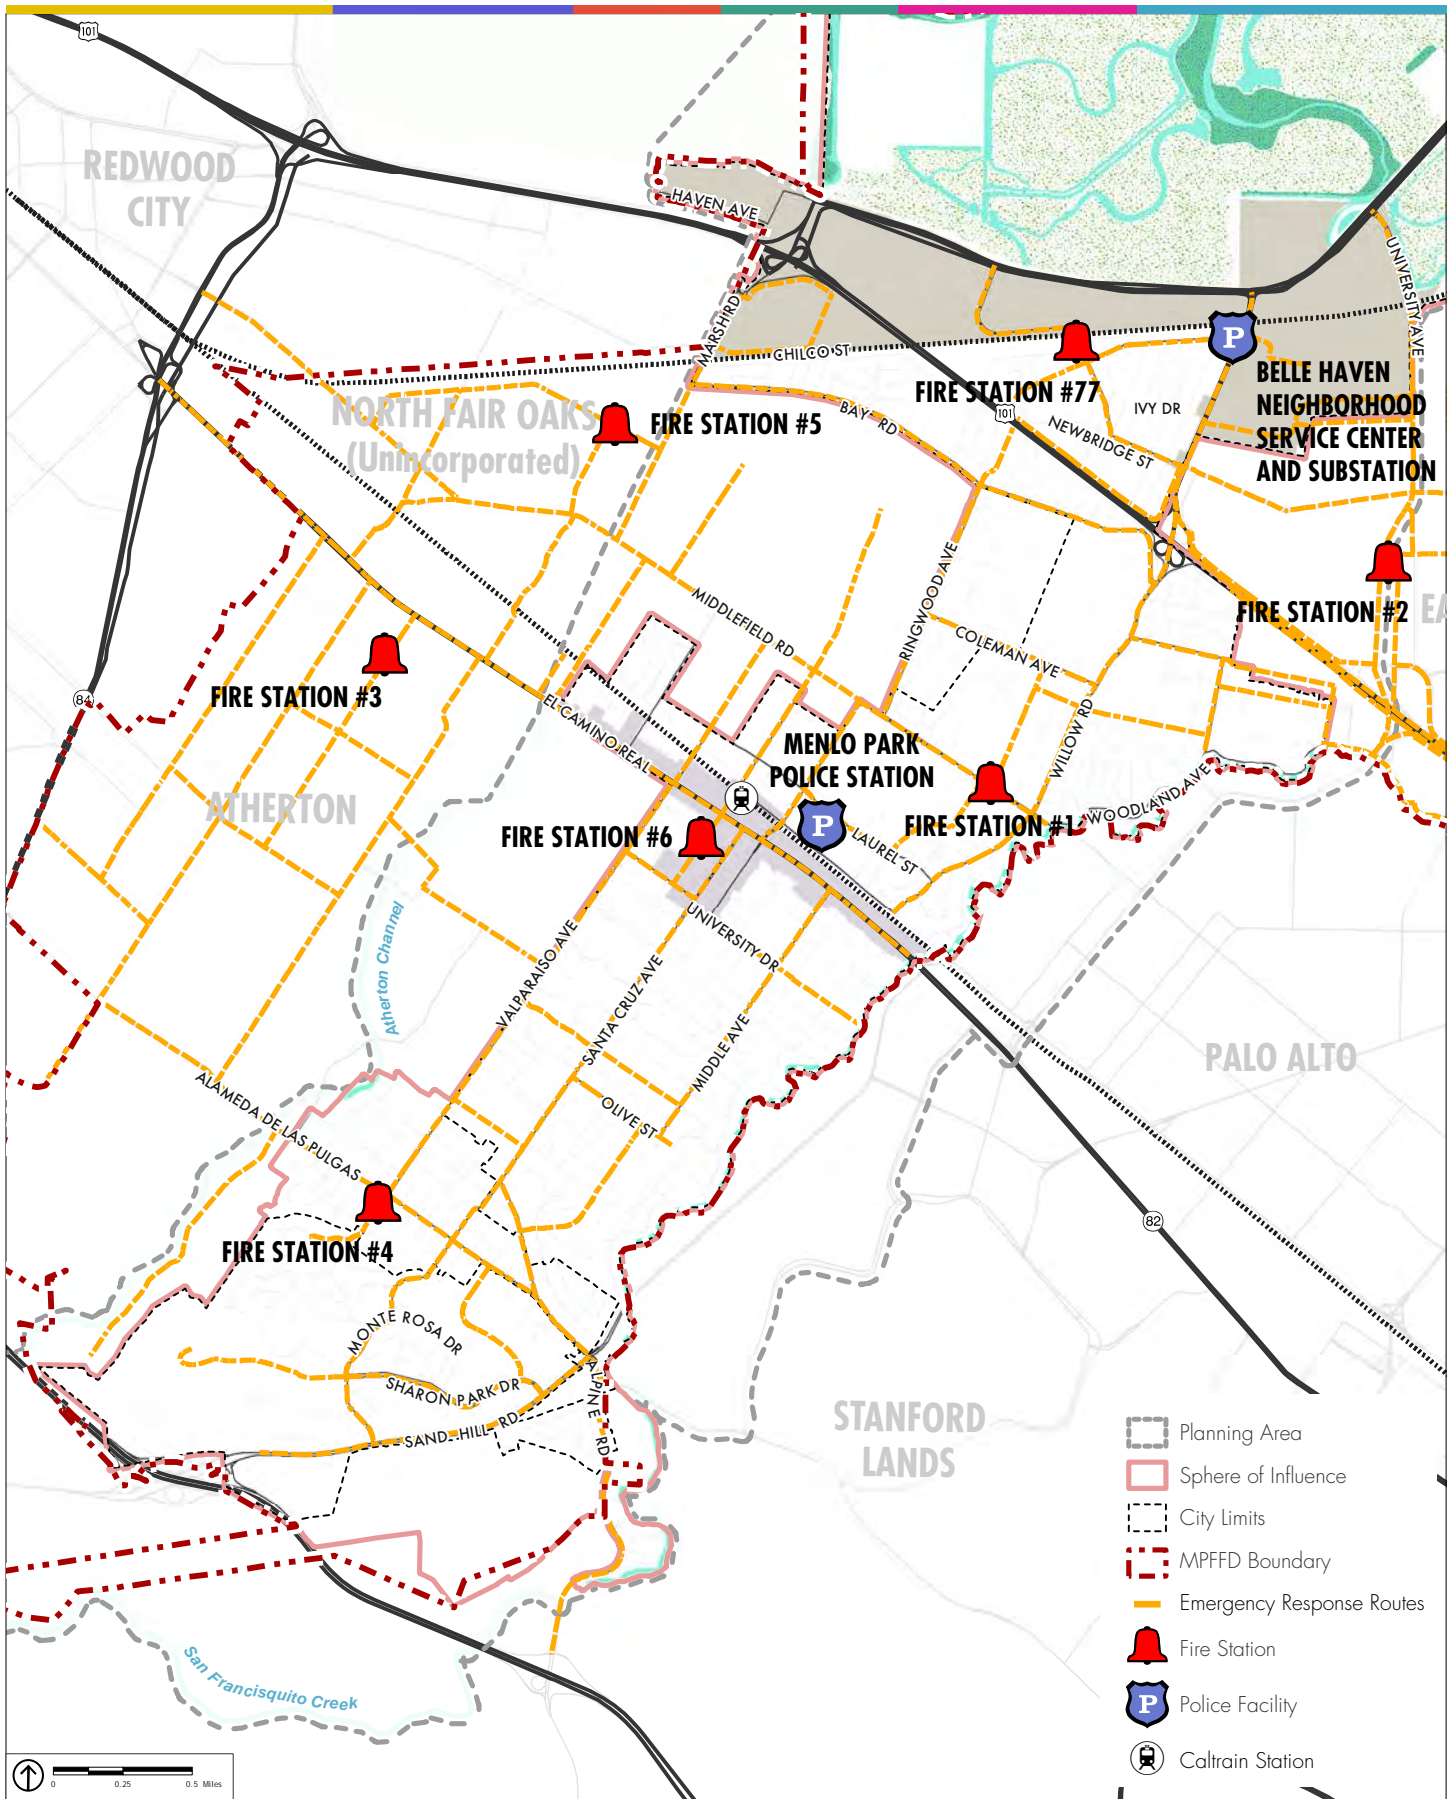 101
REDWOOD
CITY
HAVEN AVE
UNIVERSITY AVE
MARSH RD
CHILCO ST
FIRE STATION #77
BELLE HAVEN
NEIGHBORHOOD
SERVICE CENTER
AND SUBSTATION
P
NORTH FAIR OAKS
(Unincorporated)
FIRE STATION #5
BAY RD
101
IVY DR
NEWBRIDGE ST
RINGWOOD AVE
MIDDLEFIELD RD
COLEMAN AVE
FIRE STATION #2
EA
84
FIRE STATION #3
EL CAMINO REAL
WILLOW RD
MENLO PARK
POLICE STATION
P
ATHERTON
FIRE STATION #6
LAUREL ST
FIRE STATION #1
WOODLAND AVE
Atherton Channel
UNIVERSITY DR
VALPARAISO AVE
SANTA CRUZ AVE
MIDDLE AVE
PALO ALTO
ALAMEDA DE LAS PULGAS
OLIVE ST
82
FIRE STATION #4
MONTE ROSA DR
SHARON PARK DR
ALPINE RD
SAND HILL RD
STANFORD
LANDS
San Francisquito Creek
Planning Area
Sphere of Influence
City Limits
MPFFD Boundary
Emergency Response Routes
Fire Station
P
Police Facility
Caltrain Station
0 0.25 0.5 Miles